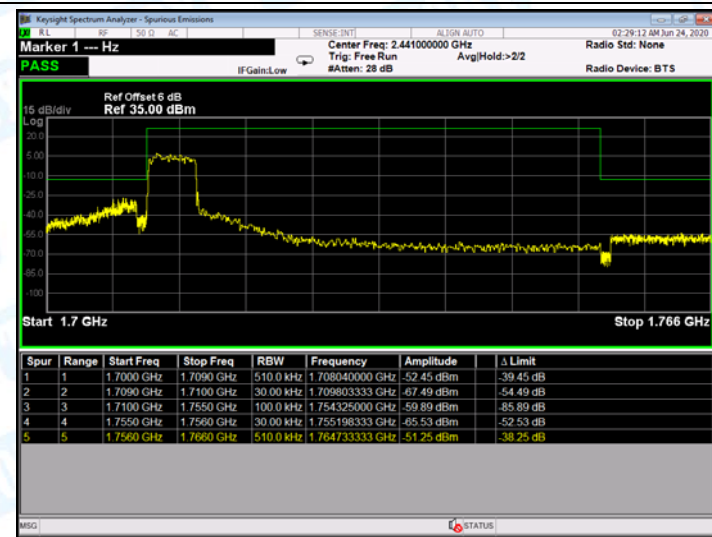 Keysight Spectrum Analyzer - Spurious Emissions
RL RF 50 Ω AC SENSE:INT ALIGN AUTO 02:29:12 AM Jun 24, 2020
Marker 1 --- Hz
Center Freq: 2.441000000 GHz
Radio Std: None
Trig: Free Run Avg|Hold:>2/2
PASS
IFGain:Low
#Atten: 28 dB
Radio Device: BTS
Ref Offset 6 dB
15 dB/div Ref 35.00 dBm
Log
20.0
5.00
-10.0
-25.0
-40.0
-55.0
-70.0
-85.0
-100
Start 1.7 GHz Stop 1.766 GHz
Spur Range Start Freq Stop Freq RBW Frequency Amplitude Δ Limit
1 1 1.7000 GHz 1.7090 GHz 510.0 kHz 1.708040000 GHz -52.45 dBm -39.45 dB
2 2 1.7090 GHz 1.7100 GHz 30.00 kHz 1.709803333 GHz -67.49 dBm -54.49 dB
3 3 1.7100 GHz 1.7550 GHz 100.0 kHz 1.754325000 GHz -59.89 dBm -85.89 dB
4 4 1.7550 GHz 1.7560 GHz 30.00 kHz 1.755198333 GHz -65.53 dBm -52.53 dB
5 5 1.7560 GHz 1.7660 GHz 510.0 kHz 1.764733333 GHz -51.25 dBm -38.25 dB
MSG STATUS